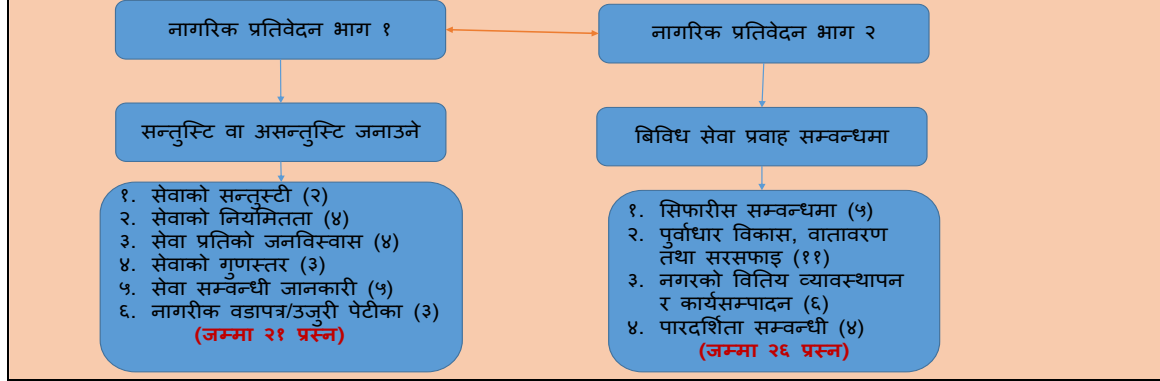 नागरिक प्रतिवेदन भाग १
नागरिक प्रतिवेदन भाग २
सन्तुस्टि वा असन्तुस्टि जनाउने
बिविध सेवा प्रवाह सम्वन्धमा
१. सेवाको सन्तुस्टी (२)
२. सेवाको नियमितता (४)
३. सेवा प्रतिको जनविस्वास (४)
४. सेवाको गुणस्तर (३)
५. सेवा सम्वन्धी जानकारी (५)
६. नागरीक वडापत्र/उजुरी पेटीका (३)
(जम्मा २१ प्रस्न)
१. सिफारीस सम्वन्धमा (५)
२. पुर्वाधार विकास, वातावरण
तथा सरसफाइ (११)
३. नगरको वितिय व्यावस्थापन
र कार्यसम्पादन (६)
४. पारदर्शिता सम्वन्धी (४)
(जम्मा २६ प्रस्न)